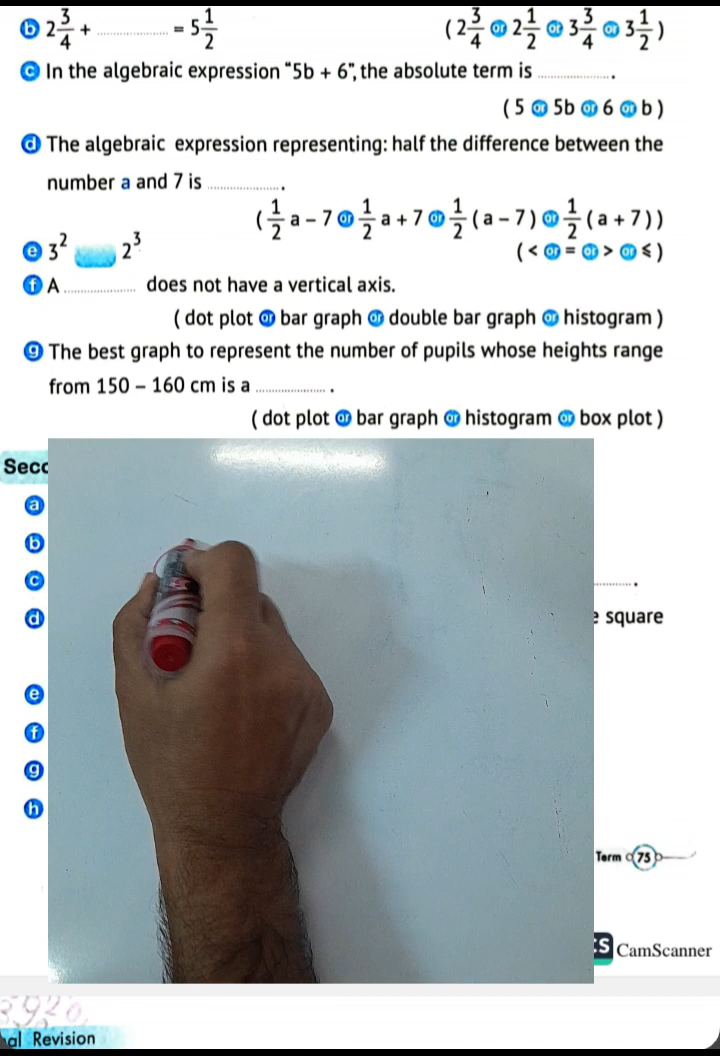 b 2 3/4 + ............ = 5 1/2 ( 2 3/4 or 2 1/2 or 3 3/4 or 3 1/2 )
c In the algebraic expression “5b + 6”, the absolute term is ............ .
( 5 or 5b or 6 or b )
d The algebraic expression representing: half the difference between the
number a and 7 is ............ .
( 1/2 a – 7 or 1/2 a + 7 or 1/2 ( a – 7 ) or 1/2 ( a + 7 ) )
e 3² 2³ ( < or = or > or ≤ )
f A ............ does not have a vertical axis.
( dot plot or bar graph or double bar graph or histogram )
g The best graph to represent the number of pupils whose heights range
from 150 – 160 cm is a ............ .
( dot plot or bar graph or histogram or box plot )
a
b
c ............ .
d square
e
f
g
h
Term 75
CS CamScanner
Revision